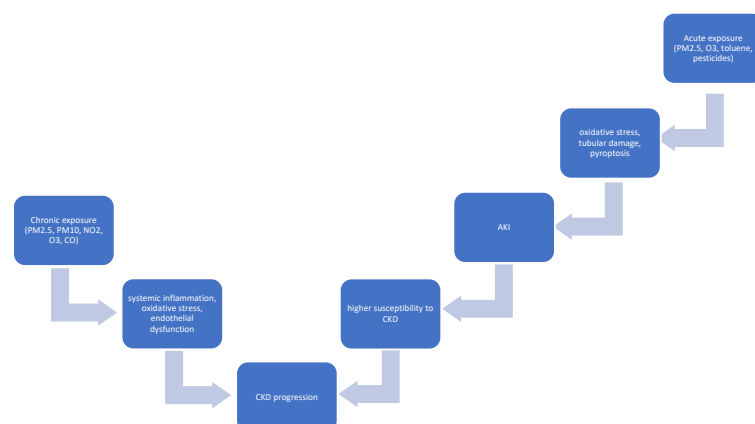 Acute exposure
(PM2.5, O3, toluene,
pesticides)
oxidative stress,
tubular damage,
pyroptosis
AKI
Chronic exposure
(PM2.5, PM10, NO2,
O3, CO)
higher susceptibility to
CKD
systemic inflammation,
oxidative stress,
endothelial
dysfunction
CKD progression